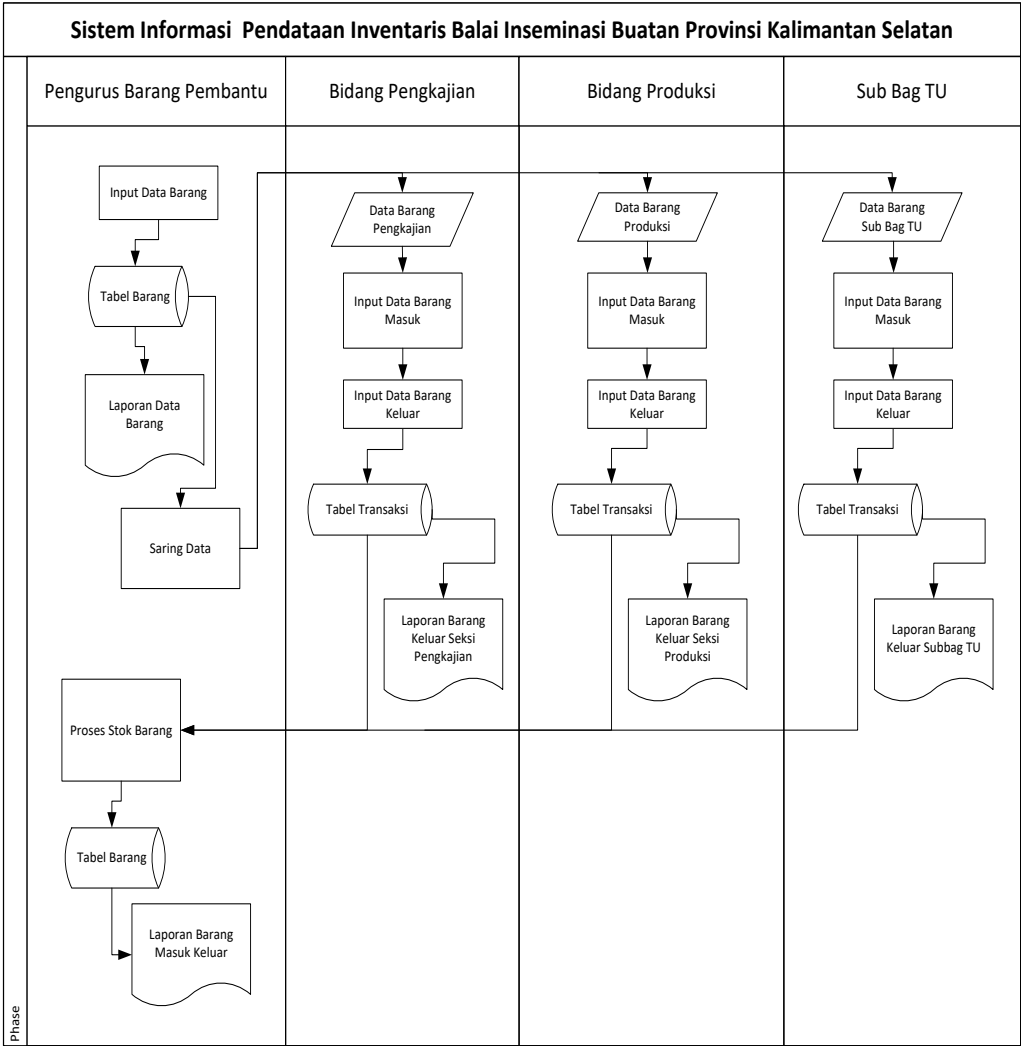 Sistem Informasi Pendataan Inventaris Balai Inseminasi Buatan Provinsi Kalimantan Selatan
Pengurus Barang Pembantu
Bidang Pengkajian
Bidang Produksi
Sub Bag TU
Input Data Barang
Tabel Barang
Laporan Data
Barang
Saring Data
Proses Stok Barang
Tabel Barang
Laporan Barang
Masuk Keluar
Data Barang
Pengkajian
Input Data Barang
Masuk
Input Data Barang
Keluar
Tabel Transaksi
Laporan Barang
Keluar Seksi
Pengkajian
Data Barang
Produksi
Input Data Barang
Masuk
Input Data Barang
Keluar
Tabel Transaksi
Laporan Barang
Keluar Seksi
Produksi
Data Barang
Sub Bag TU
Input Data Barang
Masuk
Input Data Barang
Keluar
Tabel Transaksi
Laporan Barang
Keluar Subbag TU
Phase